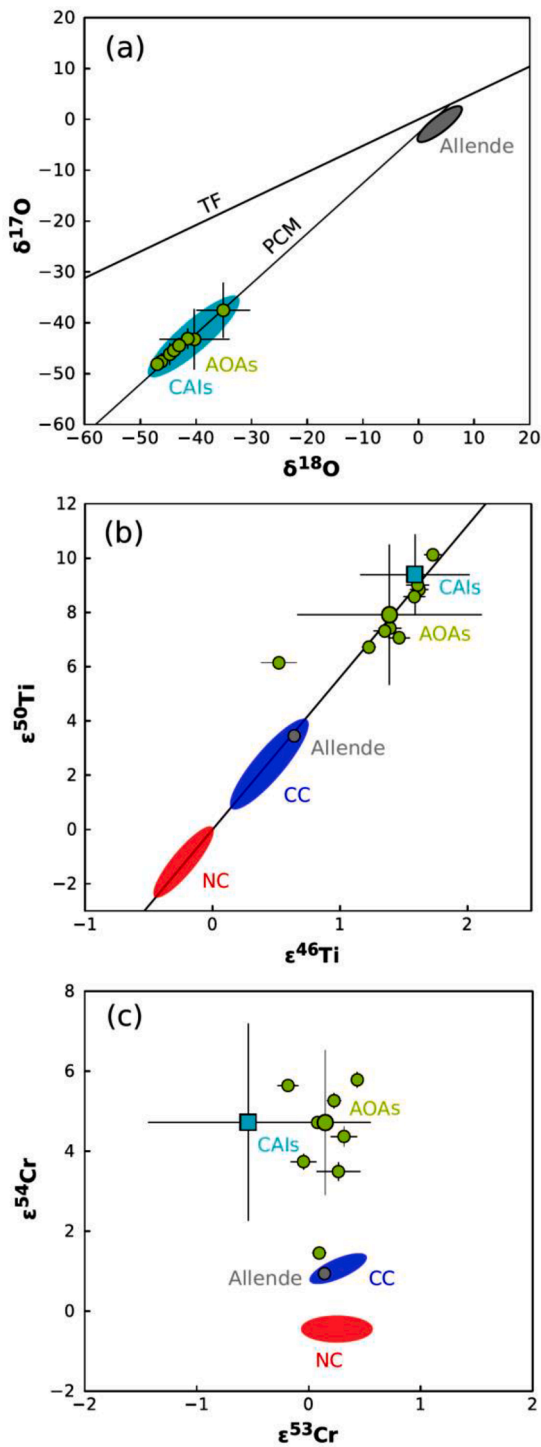 (a)
20
10
0
−10
−20
−30
−40
−50
−60
δ¹⁷O
TF
PCM
Allende
AOAs
CAIs
−60 −50 −40 −30 −20 −10 0 10 20
δ¹⁸O
(b)
12
10
8
6
4
2
0
−2
ε⁵⁰Ti
CAIs
AOAs
Allende
CC
NC
−1 0 1 2
ε⁴⁶Ti
(c)
8
6
4
2
0
−2
ε⁵⁴Cr
AOAs
CAIs
Allende
CC
NC
−2 −1 0 1 2
ε⁵³Cr